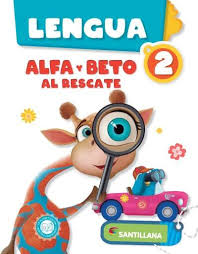 LENGUA
ALFA Y BETO 2
AL RESCATE
SANTILLANA